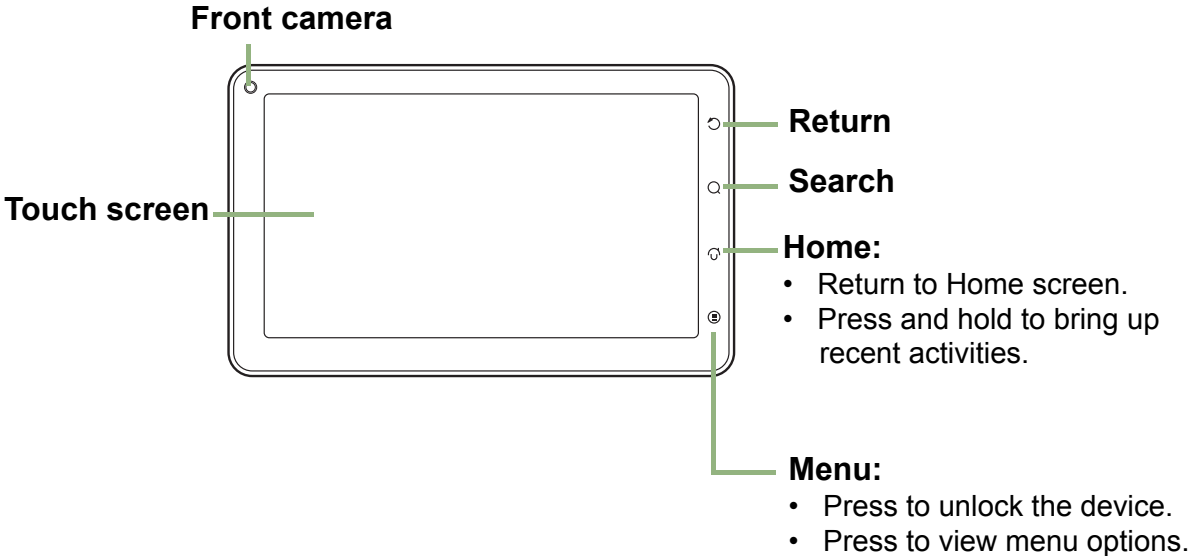 Front camera
Return
Search
Touch screen
Home:
• Return to Home screen.
• Press and hold to bring up
recent activities.
Menu:
• Press to unlock the device.
• Press to view menu options.